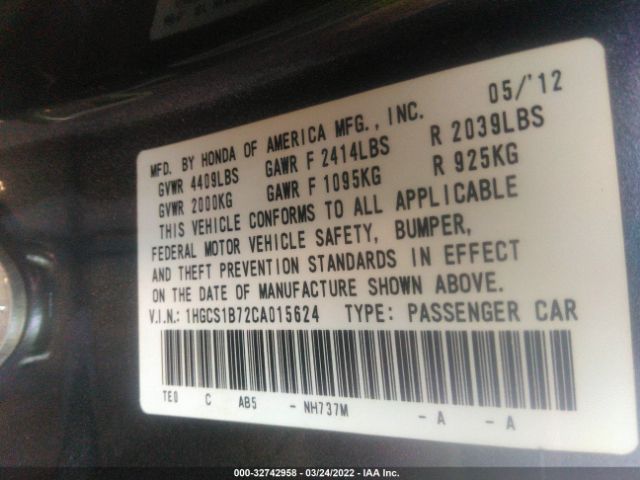 05/'12
MFD. BY HONDA OF AMERICA MFG., INC.
GVWR 4409LBS GAWR F 2414LBS R 2039LBS
GVWR 2000KG GAWR F 1095KG R 925KG
THIS VEHICLE CONFORMS TO ALL APPLICABLE
FEDERAL MOTOR VEHICLE SAFETY, BUMPER,
AND THEFT PREVENTION STANDARDS IN EFFECT
ON THE DATE OF MANUFACTURE SHOWN ABOVE.
V.I.N.: 1HGCS1B72CA015624 TYPE: PASSENGER CAR
TE0 C AB5 - NH737M - A - A
000-32742958 - 03/24/2022 - IAA Inc.